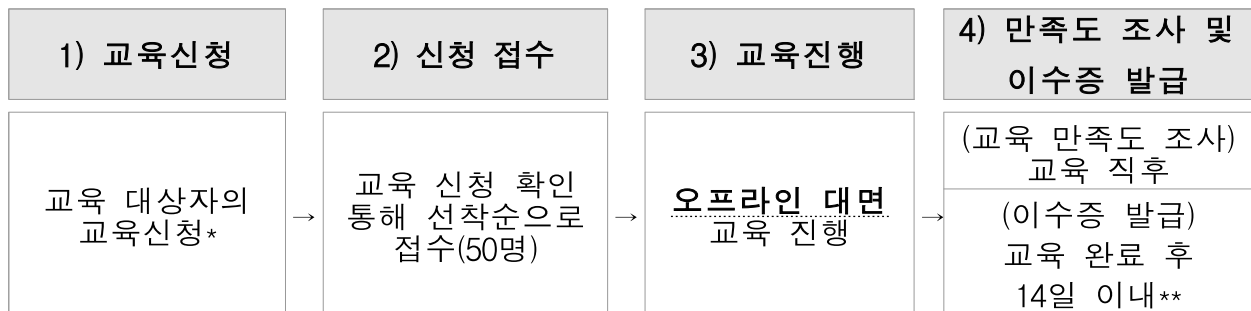 1) 교육신청
2) 신청 접수
3) 교육진행
4) 만족도 조사 및
이수증 발급
교육 대상자의
교육신청*
→
교육 신청 확인
통해 선착순으로
접수(50명)
→
오프라인 대면
교육 진행
→
(교육 만족도 조사)
교육 직후
(이수증 발급)
교육 완료 후
14일 이내**